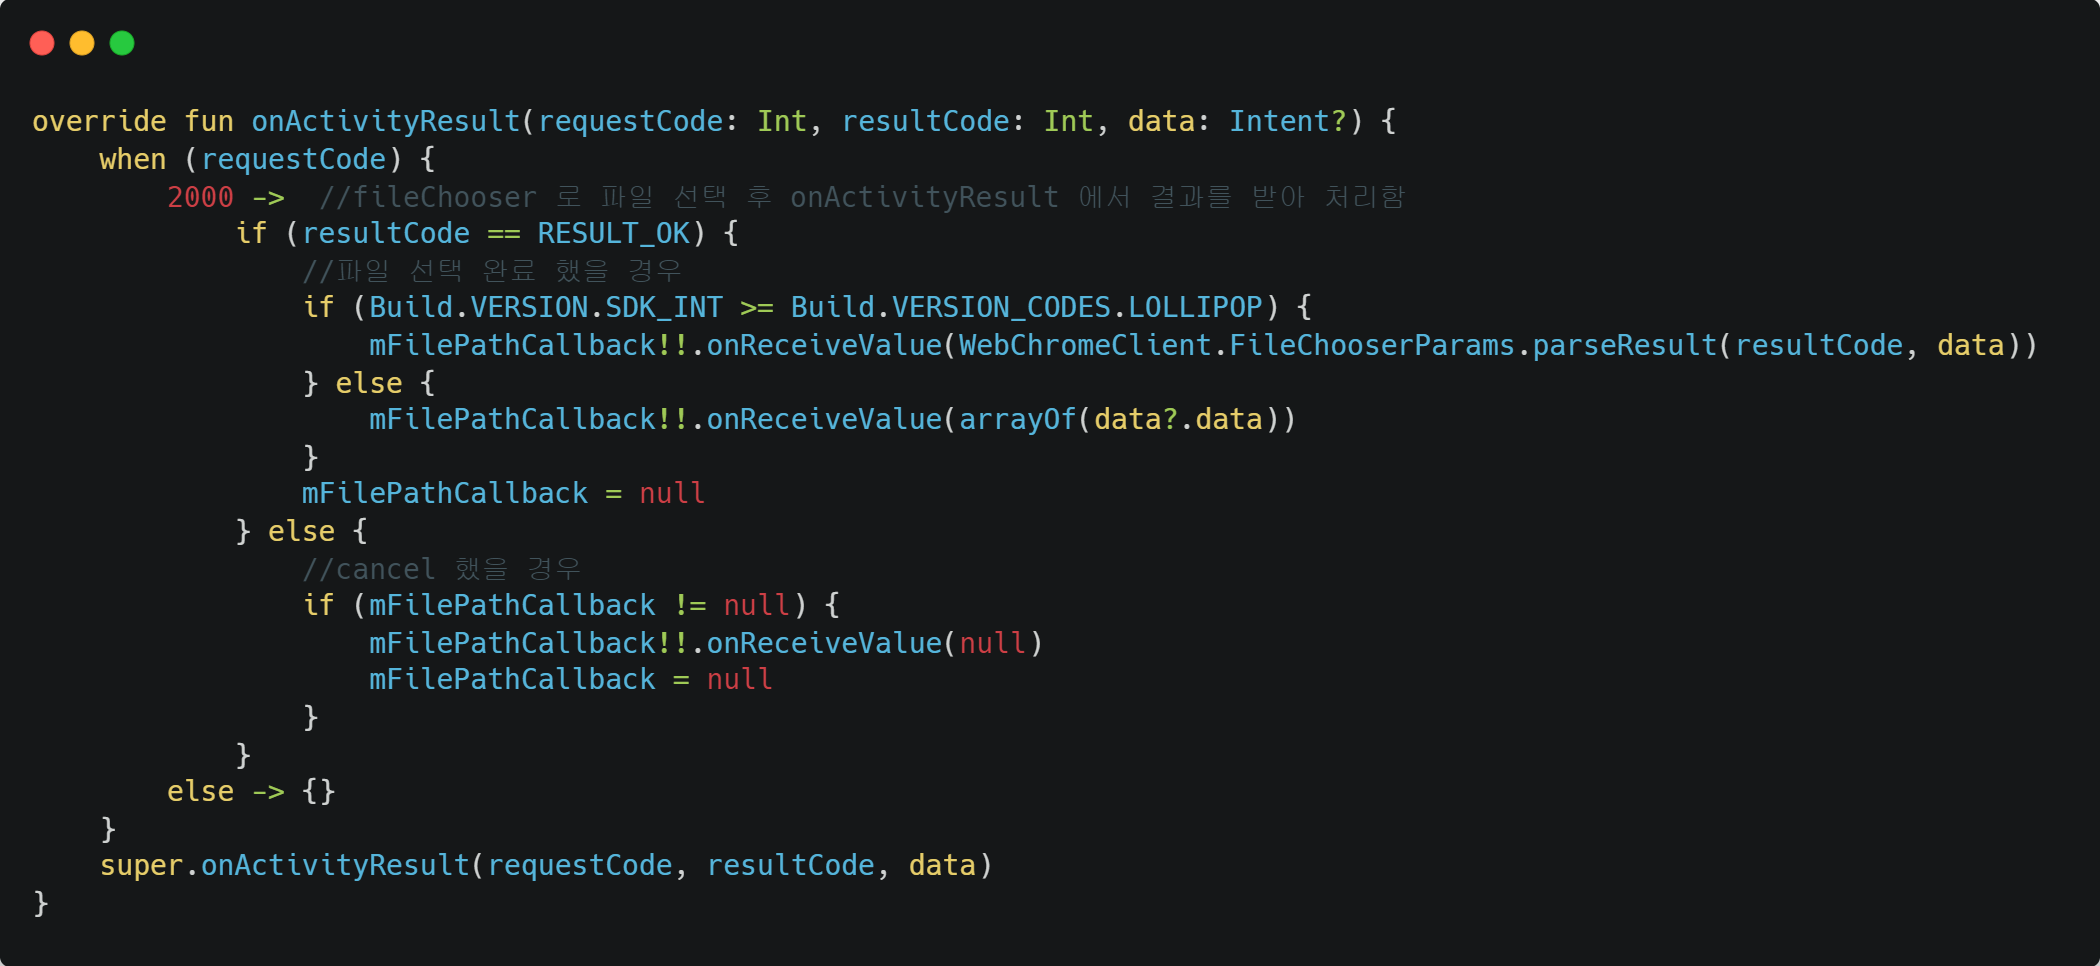 override fun onActivityResult(requestCode: Int, resultCode: Int, data: Intent?) {
    when (requestCode) {
        2000 ->  //fileChooser 로 파일 선택 후 onActivityResult 에서 결과를 받아 처리함
            if (resultCode == RESULT_OK) {
                //파일 선택 완료 했을 경우
                if (Build.VERSION.SDK_INT >= Build.VERSION_CODES.LOLLIPOP) {
                    mFilePathCallback!!.onReceiveValue(WebChromeClient.FileChooserParams.parseResult(resultCode, data))
                } else {
                    mFilePathCallback!!.onReceiveValue(arrayOf(data?.data))
                }
                mFilePathCallback = null
            } else {
                //cancel 했을 경우
                if (mFilePathCallback != null) {
                    mFilePathCallback!!.onReceiveValue(null)
                    mFilePathCallback = null
                }
            }
        else -> {}
    }
    super.onActivityResult(requestCode, resultCode, data)
}